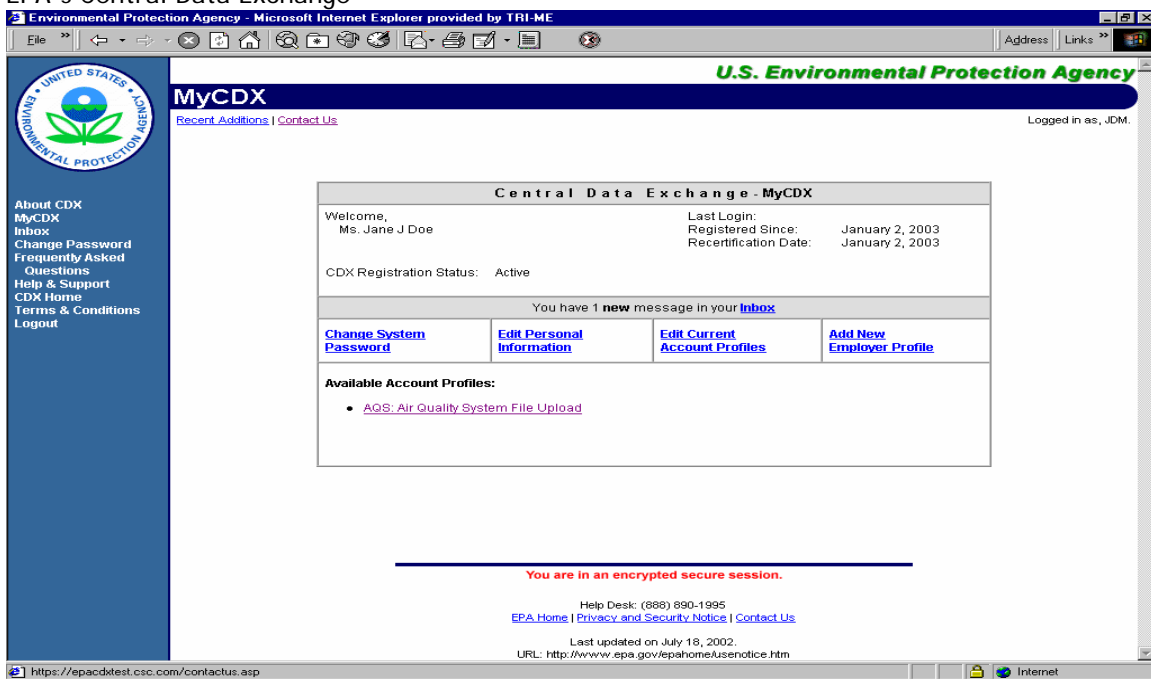 EPA's Central Data Exchange
Environmental Protection Agency - Microsoft Internet Explorer provided by TRI-ME
File » Address Links »
UNITED STATES
ENVIRONMENTAL PROTECTION AGENCY
U.S. Environmental Protection Agency
MyCDX
Recent Additions | Contact Us
Logged in as, JDM.
About CDX
MyCDX
Inbox
Change Password
Frequently Asked
Questions
Help & Support
CDX Home
Terms & Conditions
Logout
Central Data Exchange - MyCDX
Welcome,
Ms. Jane J Doe
Last Login:
Registered Since: January 2, 2003
Recertification Date: January 2, 2003
CDX Registration Status: Active
You have 1 new message in your Inbox
Change System
Password
Edit Personal
Information
Edit Current
Account Profiles
Add New
Employer Profile
Available Account Profiles:
• AQS: Air Quality System File Upload
You are in an encrypted secure session.
Help Desk: (888) 890-1995
EPA Home | Privacy and Security Notice | Contact Us
Last updated on July 18, 2002.
URL: http://www.epa.gov/epahome/usenotice.htm
https://epacdxtest.csc.com/contactus.asp
Internet